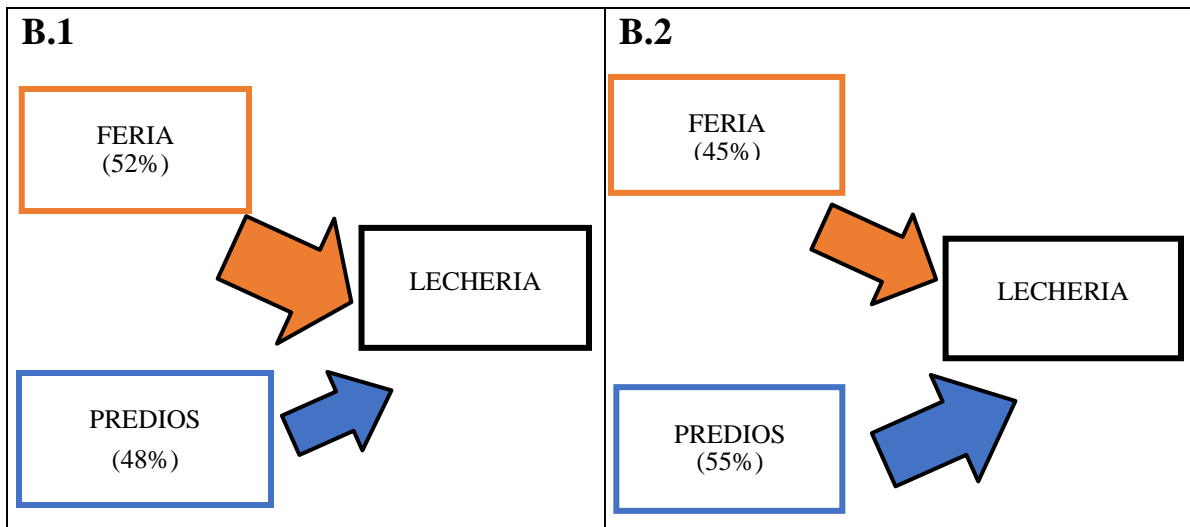 B.1
FERIA
(52%)
LECHERIA
PREDIOS
(48%)
B.2
FERIA
(45%)
LECHERIA
PREDIOS
(55%)